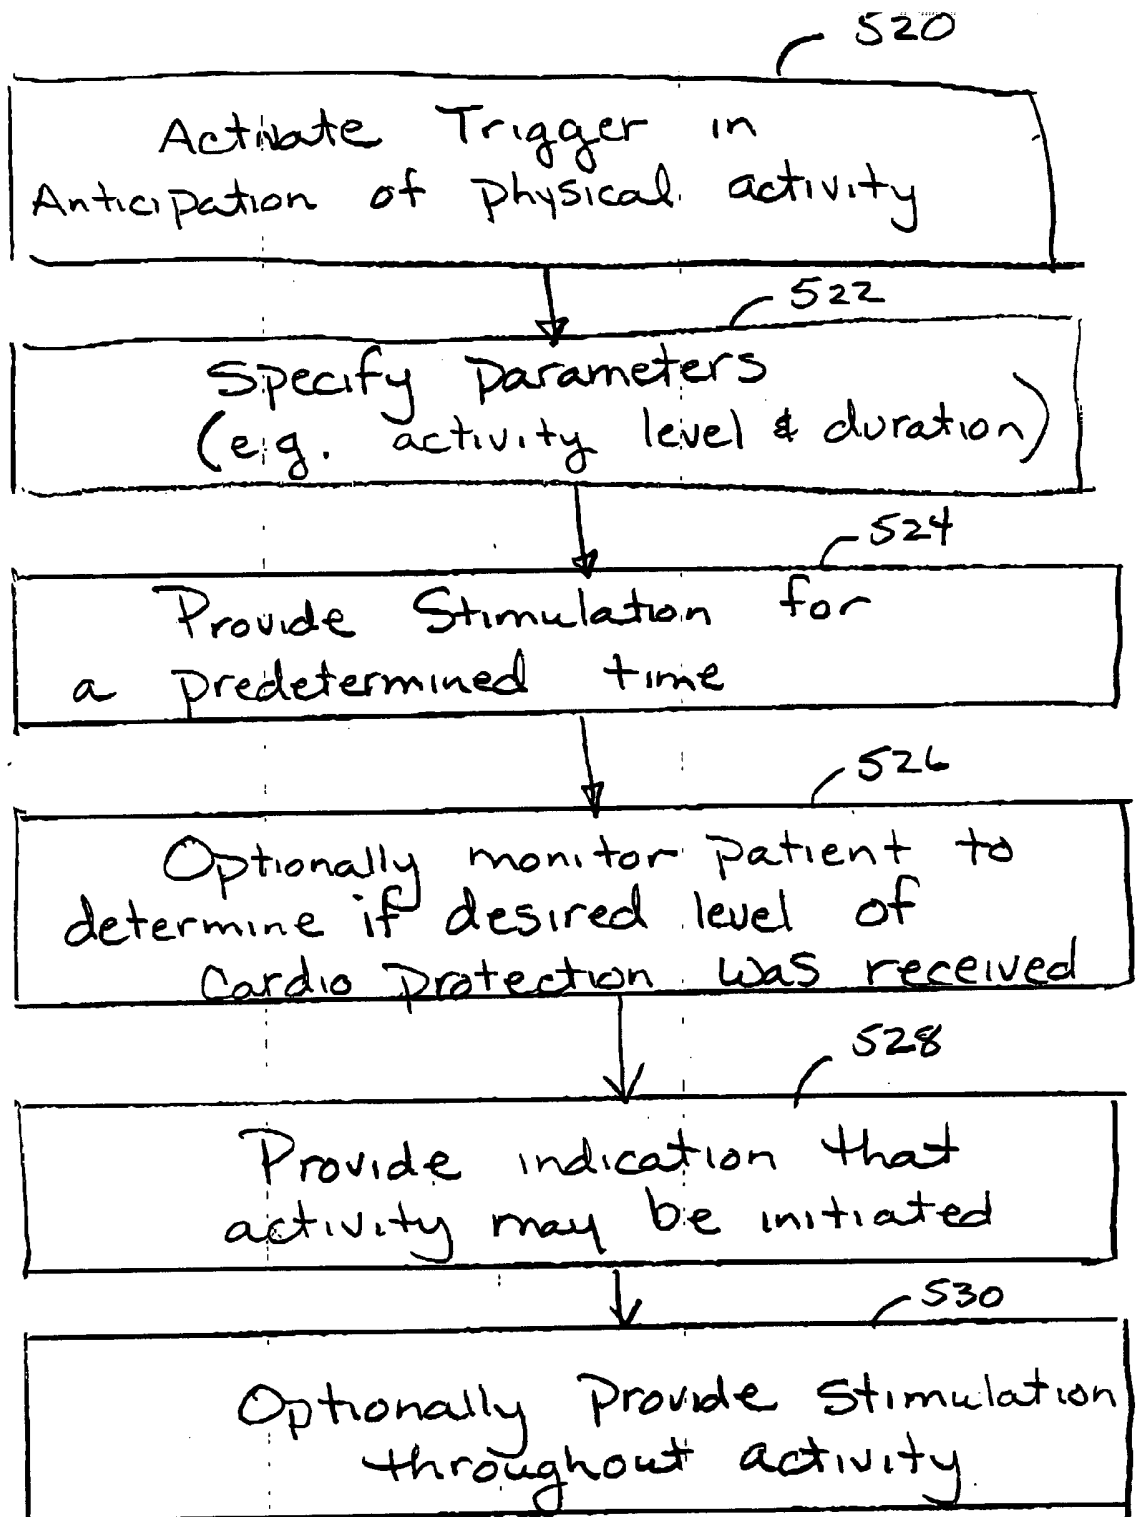 520
Activate Trigger in
Anticipation of physical activity
522
Specify parameters
(e.g. activity level & duration)
524
Provide Stimulation for
a predetermined time
526
Optionally monitor patient to
determine if desired level of
Cardio protection was received
528
Provide indication that
activity may be initiated
530
Optionally provide stimulation
throughout activity